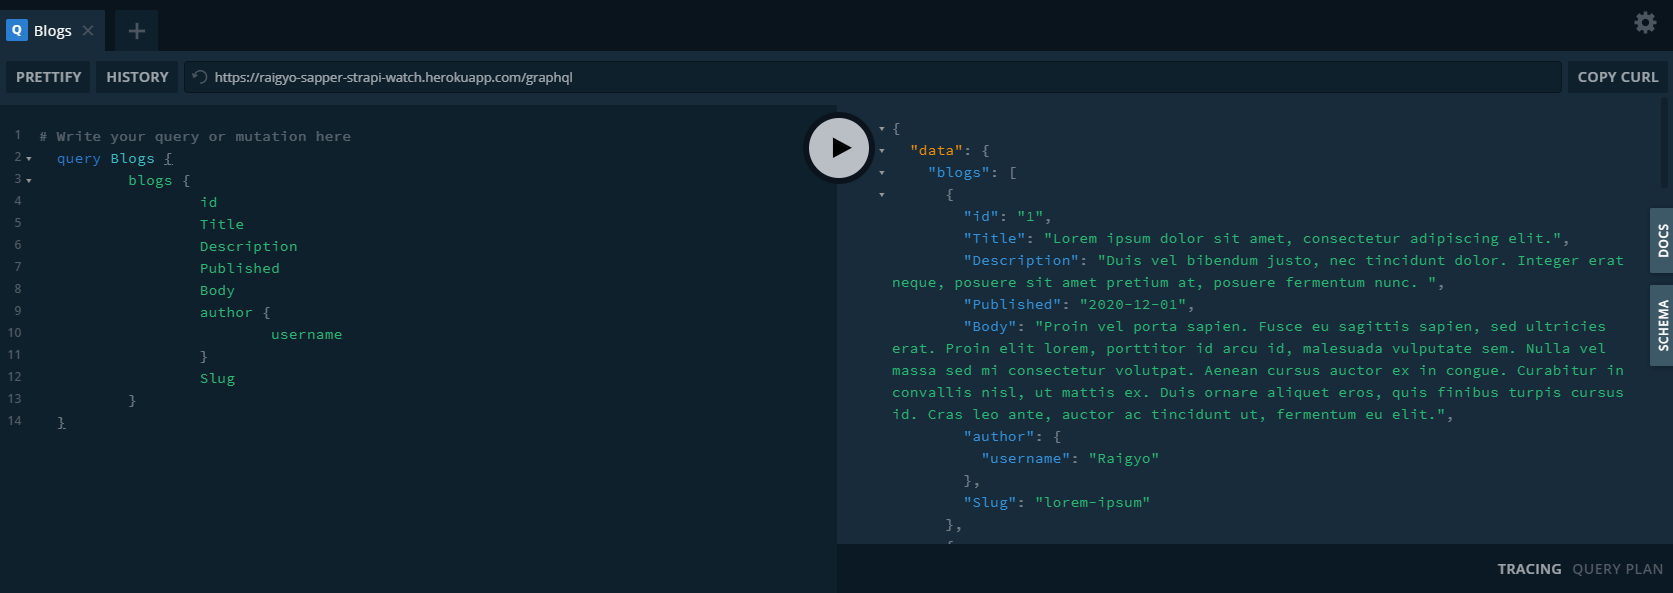 Q Blogs
PRETTIFY HISTORY https://raigyo-sapper-strapi-watch.herokuapp.com/graphql COPY CURL
1 # Write your query or mutation here
2 query Blogs {
3 blogs {
4 id
5 Title
6 Description
7 Published
8 Body
9 author {
10 username
11 }
12 Slug
13 }
14 }
{
"data": {
"blogs": [
{
"id": "1",
"Title": "Lorem ipsum dolor sit amet, consectetur adipiscing elit.",
"Description": "Duis vel bibendum justo, nec tincidunt dolor. Integer erat
neque, posuere sit amet pretium at, posuere fermentum nunc. ",
"Published": "2020-12-01",
"Body": "Proin vel porta sapien. Fusce eu sagittis sapien, sed ultricies
erat. Proin elit lorem, porttitor id arcu id, malesuada vulputate sem. Nulla vel
massa sed mi consectetur volutpat. Aenean cursus auctor ex in congue. Curabitur in
convallis nisl, ut mattis ex. Duis ornare aliquet eros, quis finibus turpis cursus
id. Cras leo ante, auctor ac tincidunt ut, fermentum eu elit.",
"author": {
"username": "Raigyo"
},
"Slug": "lorem-ipsum"
},
DOCS
SCHEMA
TRACING QUERY PLAN